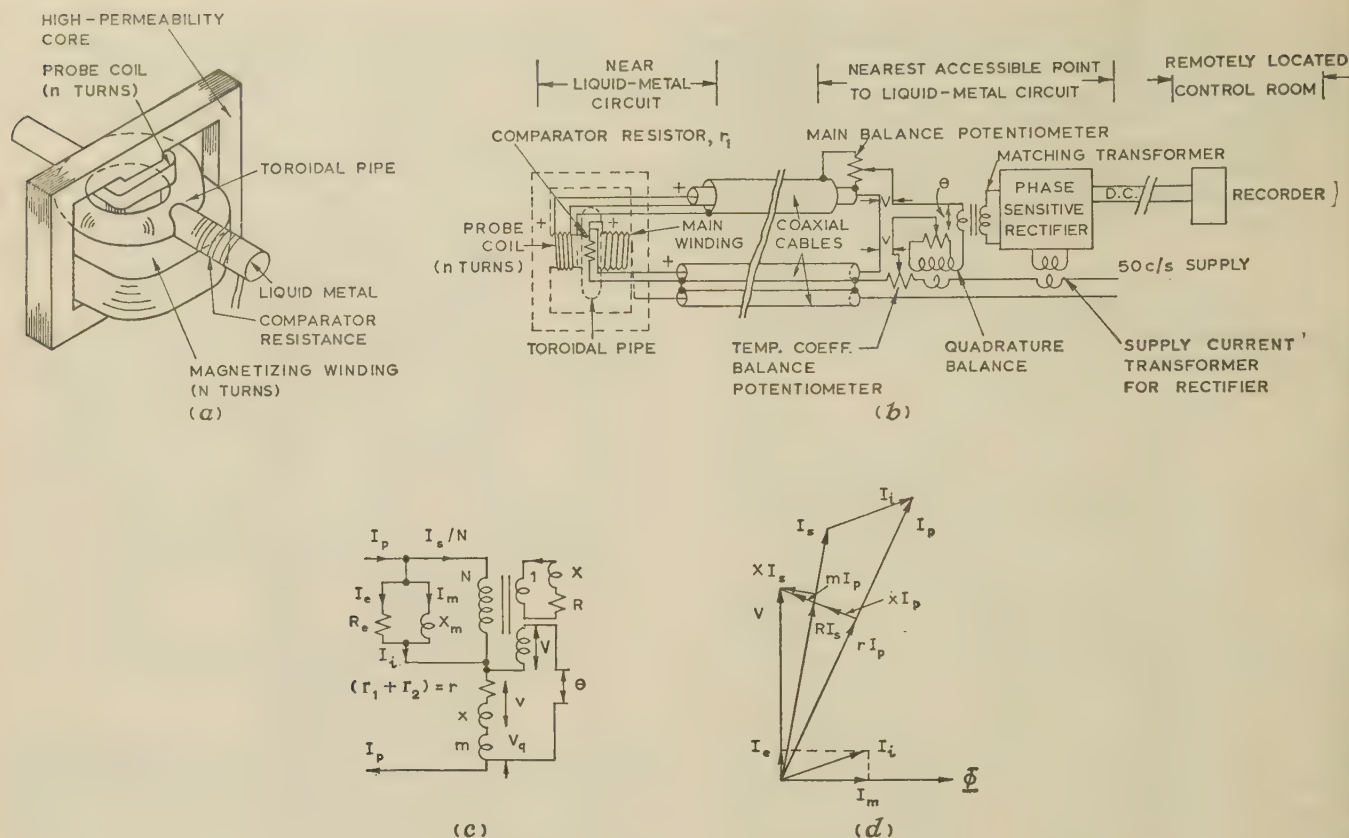 HIGH-PERMEABILITY
CORE
PROBE COIL
(n TURNS)
TOROIDAL PIPE
LIQUID METAL
COMPARATOR
RESISTANCE
MAGNETIZING WINDING
(N TURNS)
(a)
NEAR
LIQUID-METAL
CIRCUIT
NEAREST ACCESSIBLE POINT
TO LIQUID-METAL CIRCUIT
REMOTELY LOCATED
CONTROL ROOM
COMPARATOR RESISTOR, r₁
MAIN BALANCE POTENTIOMETER
MATCHING TRANSFORMER
θ
PHASE
SENSITIVE
RECTIFIER
D.C.
RECORDER
+
+
+
+
V
v
PROBE
COIL
(n TURNS)
MAIN
WINDING
COAXIAL
CABLES
50 c/s SUPPLY
TOROIDAL PIPE
TEMP. COEFF.
BALANCE
POTENTIOMETER
QUADRATURE
BALANCE
SUPPLY CURRENT
TRANSFORMER
FOR RECTIFIER
(b)
Iₚ
Iₛ/N
N
1
X
R
Iₑ
Iₘ
Rₑ
Xₘ
Iᵢ
V
(r₁ + r₂) = r
v
θ
x
m
V_q
Iₚ
(c)
Iᵢ
Iₛ
Iₚ
XIₛ
mIₚ
xIₚ
V
RIₛ
rIₚ
Iₑ
Iᵢ
Φ
Iₘ
(d)